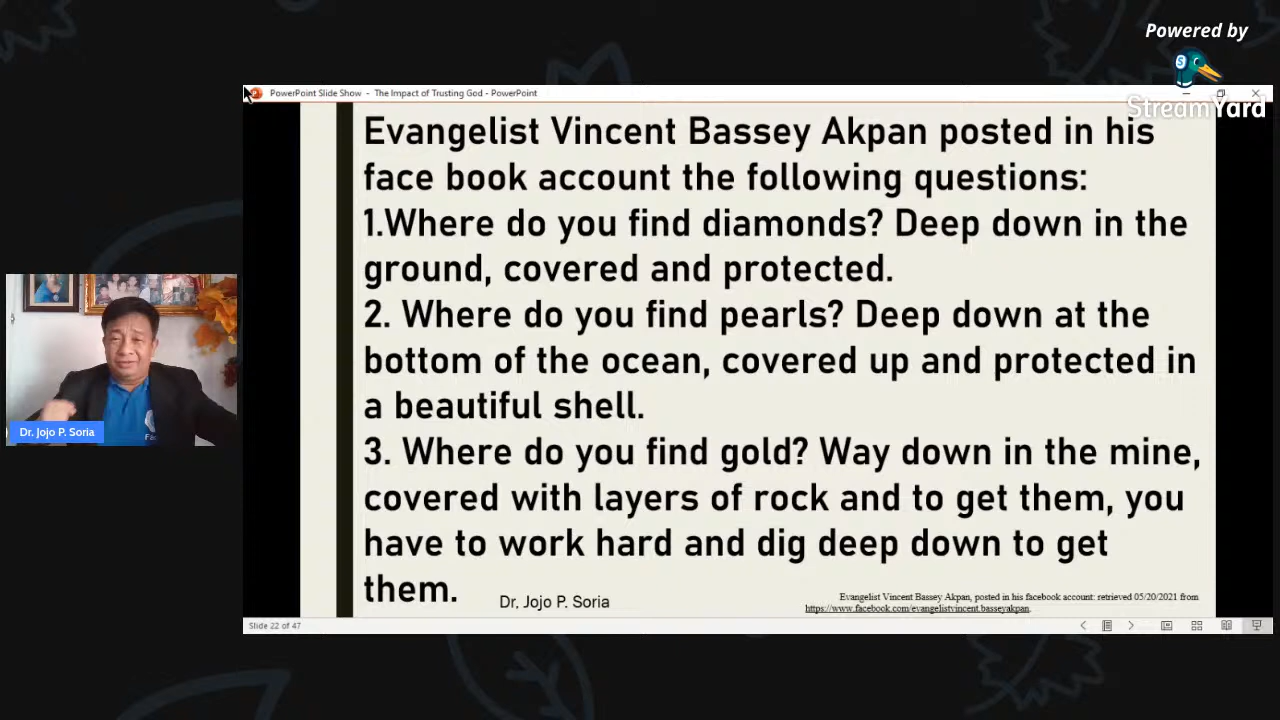 Powered by
StreamYard
PowerPoint Slide Show - The Impact of Trusting God - PowerPoint
Evangelist Vincent Bassey Akpan posted in his
face book account the following questions:
1.Where do you find diamonds? Deep down in the
ground, covered and protected.
2. Where do you find pearls? Deep down at the
bottom of the ocean, covered up and protected in
a beautiful shell.
3. Where do you find gold? Way down in the mine,
covered with layers of rock and to get them, you
have to work hard and dig deep down to get
them.
Dr, Jojo P. Soria
Evangelist Vincent Bassey Akpan, posted in his facebook account: retrieved 05/20/2021 from
https://www.facebook.com/evangelistvincent.basseyakpan.
Slide 22 of 47
Dr. Jojo P. Soria